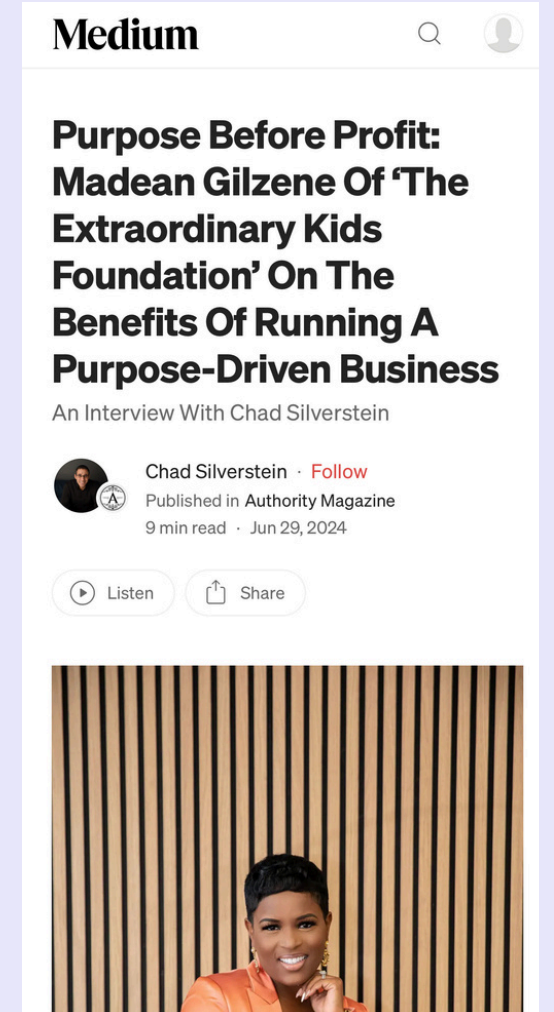 Medium
Purpose Before Profit:
Madean Gilzene Of ‘The
Extraordinary Kids
Foundation’ On The
Benefits Of Running A
Purpose-Driven Business
An Interview With Chad Silverstein
Chad Silverstein · Follow
A
Published in Authority Magazine
9 min read · Jun 29, 2024
Listen
Share